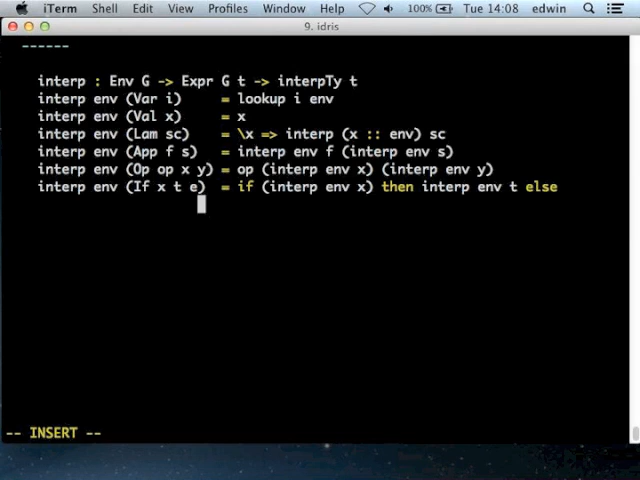 iTerm Shell Edit View Profiles Window Help 100% Tue 14:08 edwin
9. idris
------
interp : Env G -> Expr G t -> interpTy t
interp env (Var i) = lookup i env
interp env (Val x) = x
interp env (Lam sc) = \x => interp (x :: env) sc
interp env (App f s) = interp env f (interp env s)
interp env (Op op x y) = op (interp env x) (interp env y)
interp env (If x t e) = if (interp env x) then interp env t else
-- INSERT --